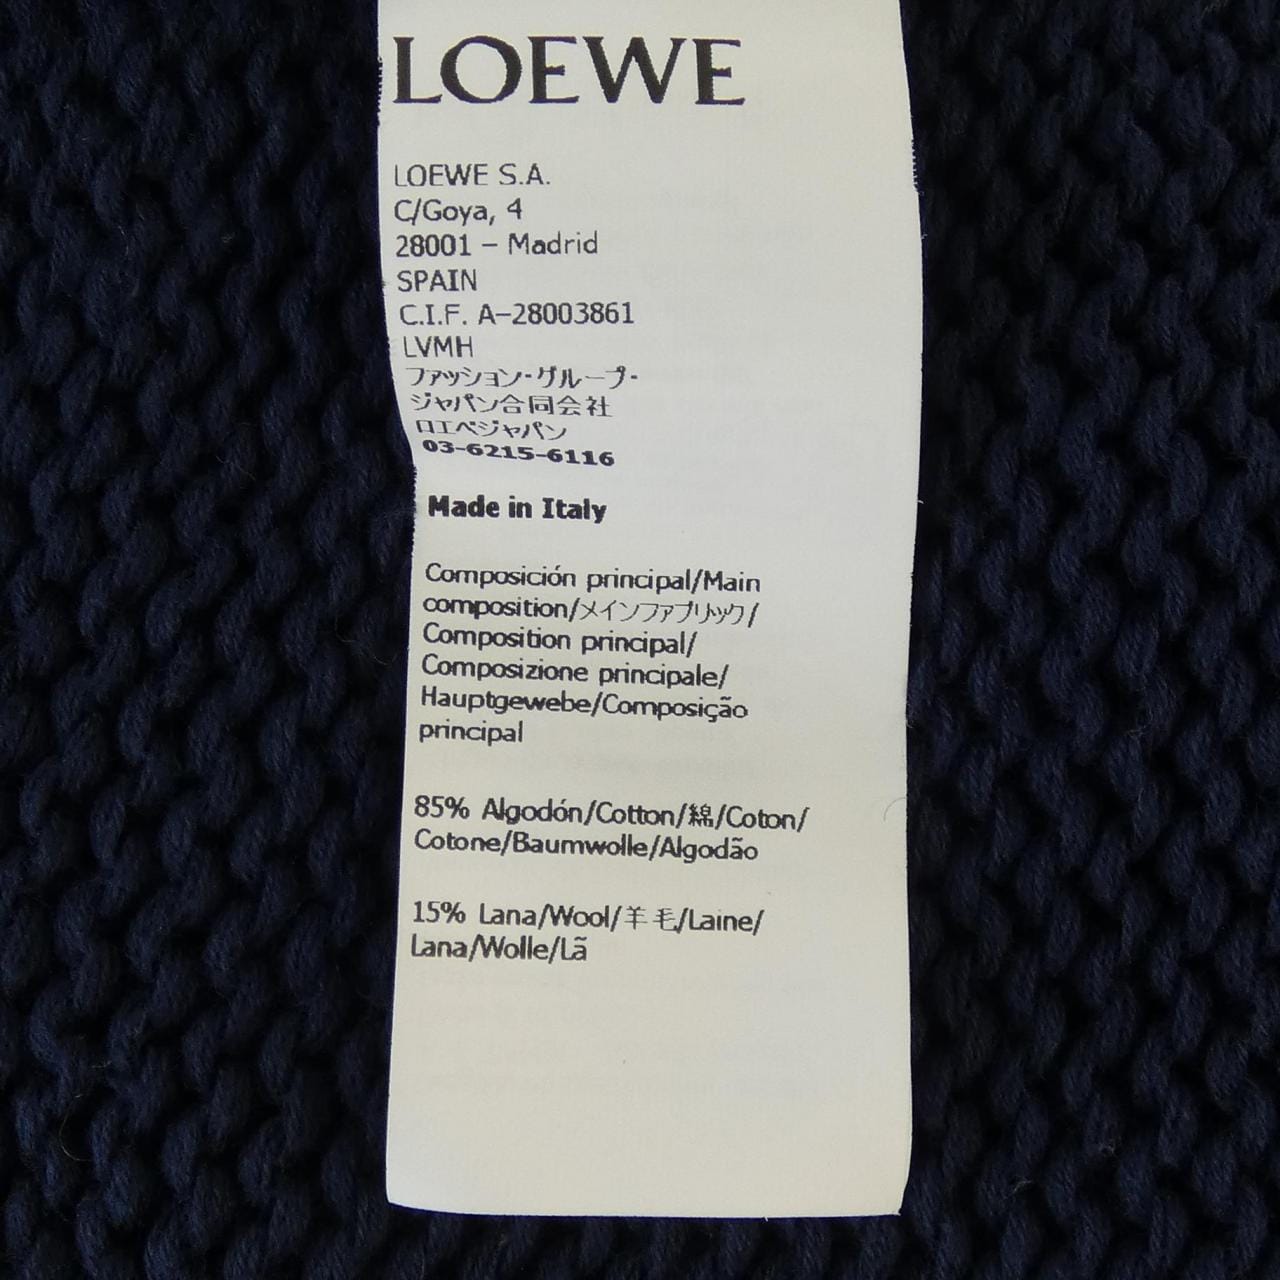 LOEWE
LOEWE S.A.
C/Goya, 4
28001 – Madrid
SPAIN
C.I.F. A–28003861
LVMH
ファッション・グループ・
ジャパン合同会社
ロエベジャパン
03-6215-6116
Made in Italy
Composición principal/Main
composition/メインファブリック/
Composition principal/
Composizione principale/
Hauptgewebe/Composição
principal
85% Algodón/Cotton/綿/Coton/
Cotone/Baumwolle/Algodão
15% Lana/Wool/羊毛/Laine/
Lana/Wolle/Lã